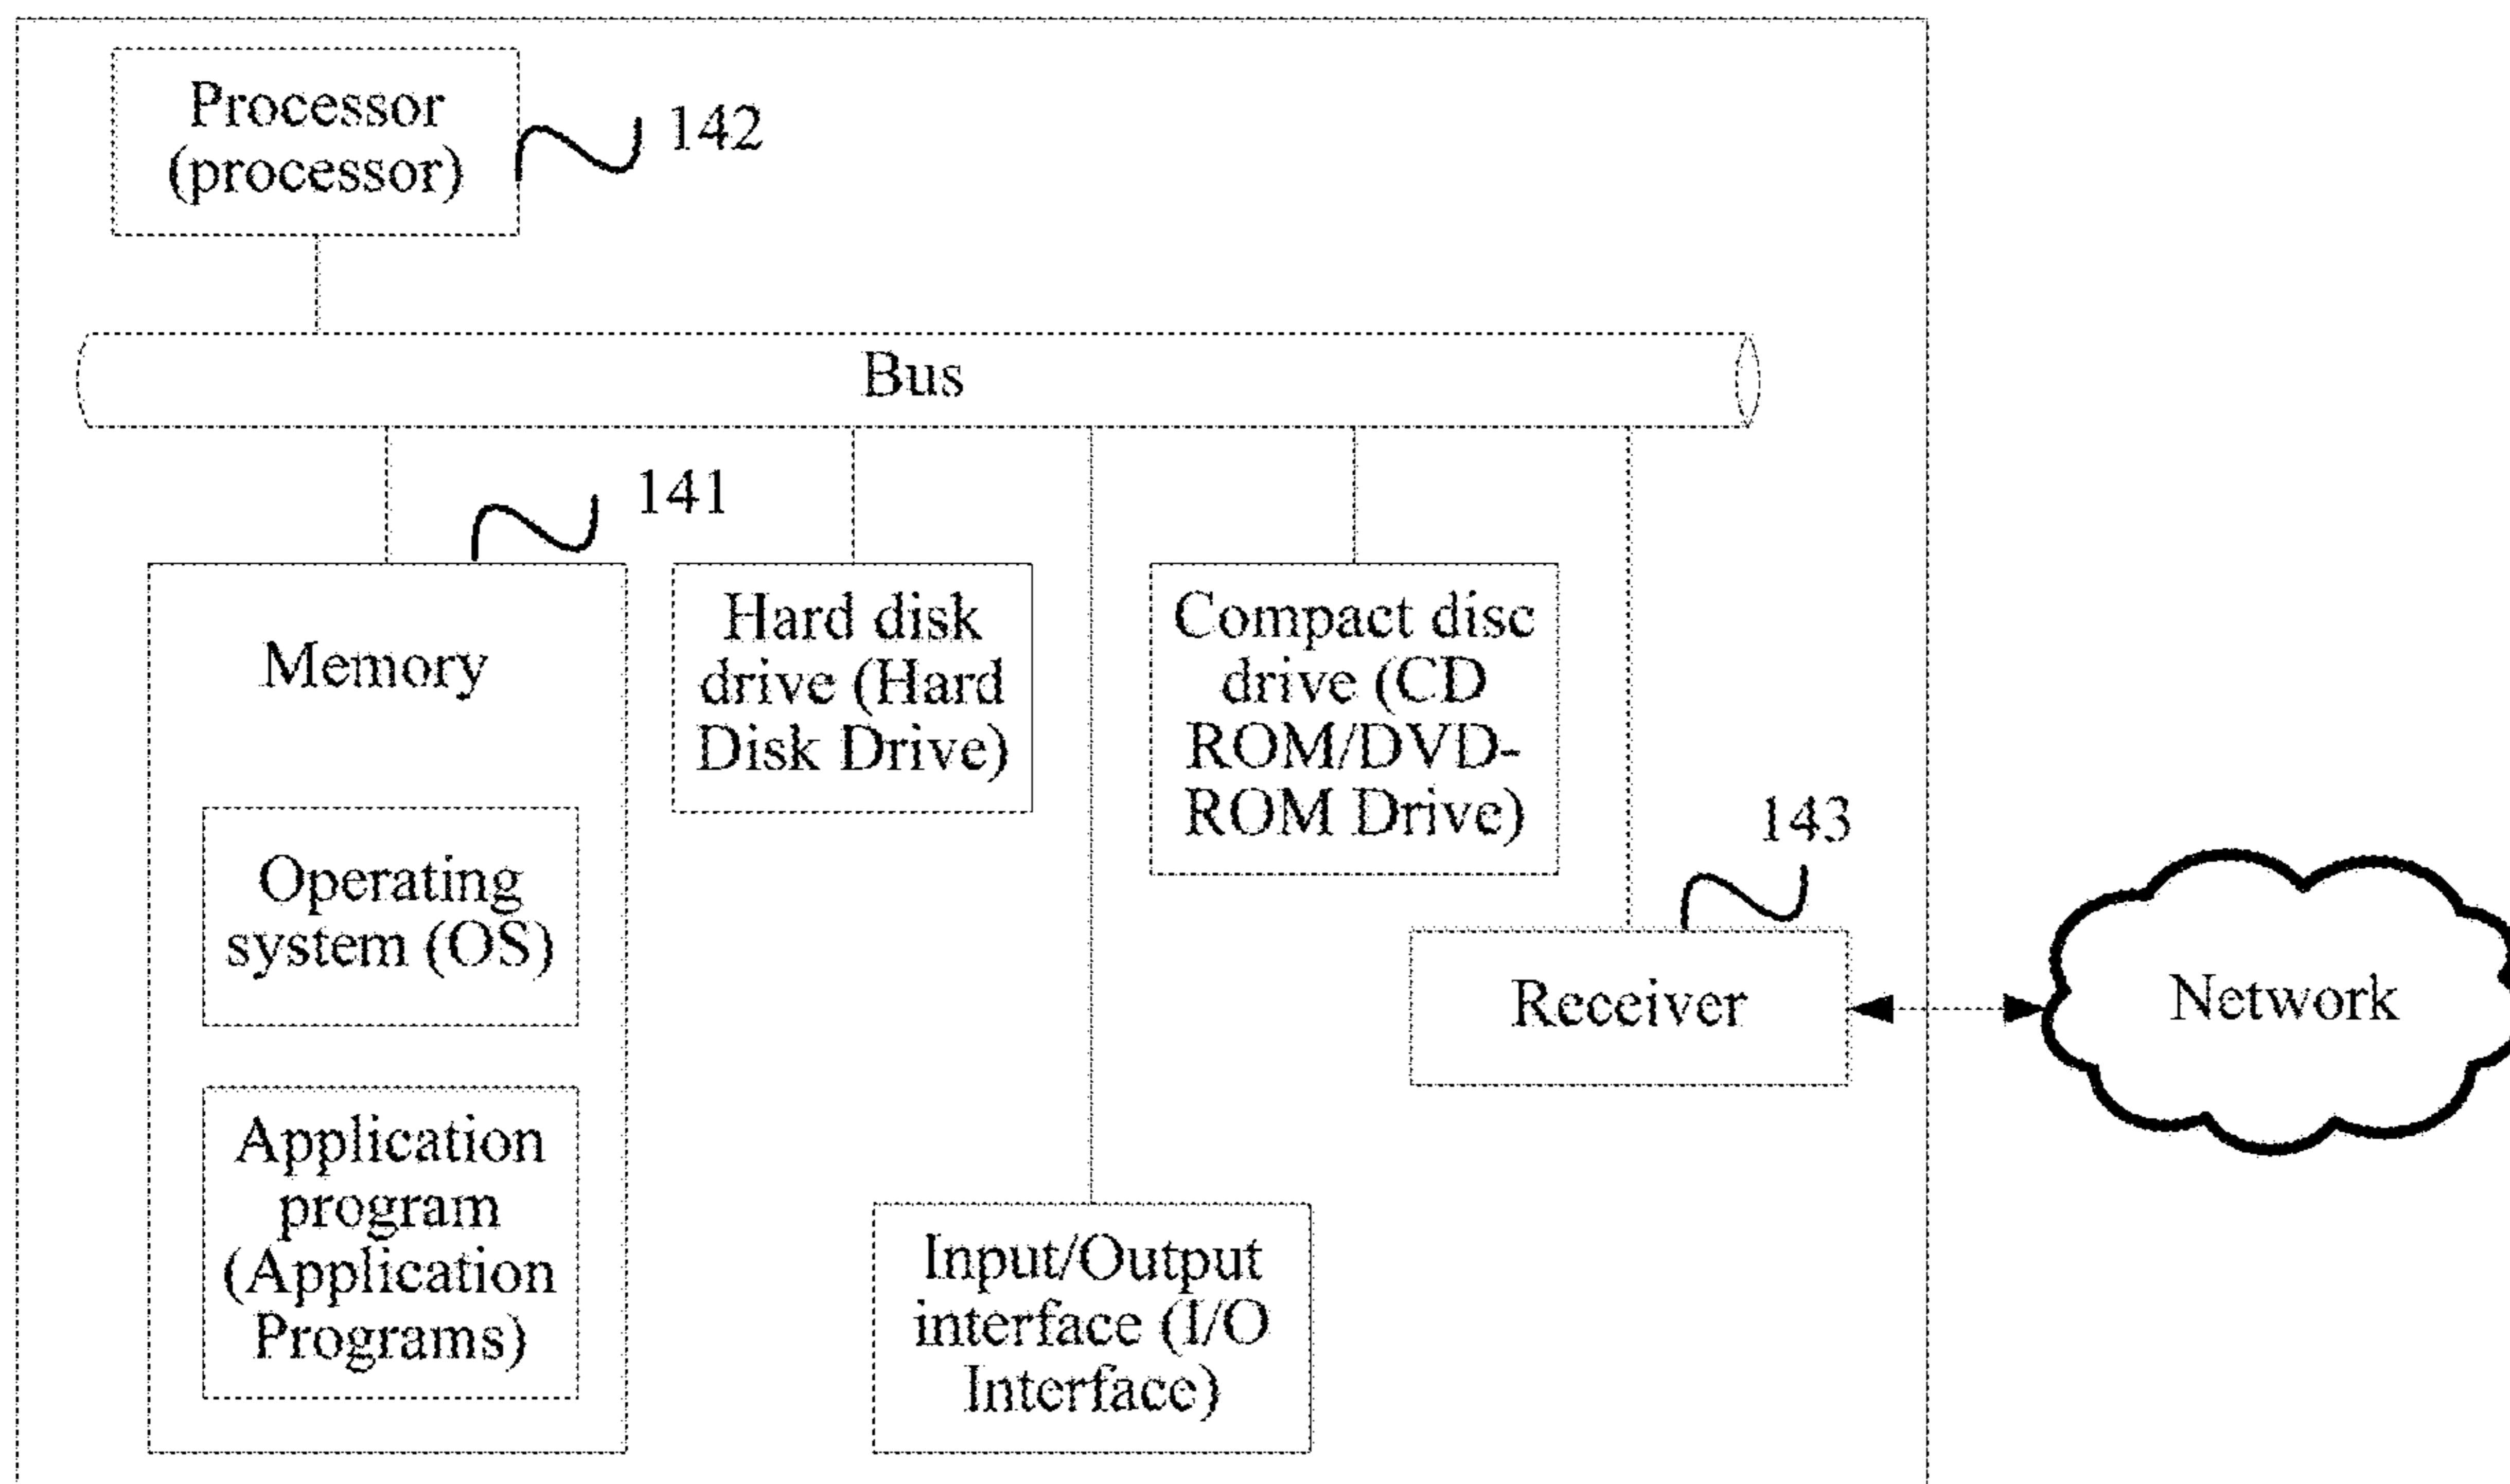 Processor
(processor)
142
Bus
141
Memory
Hard disk
drive (Hard
Disk Drive)
Compact disc
drive (CD
ROM/DVD-
ROM Drive)
143
Operating
system (OS)
Receiver
Network
Application
program
(Application
Programs)
Input/Output
interface (I/O
Interface)